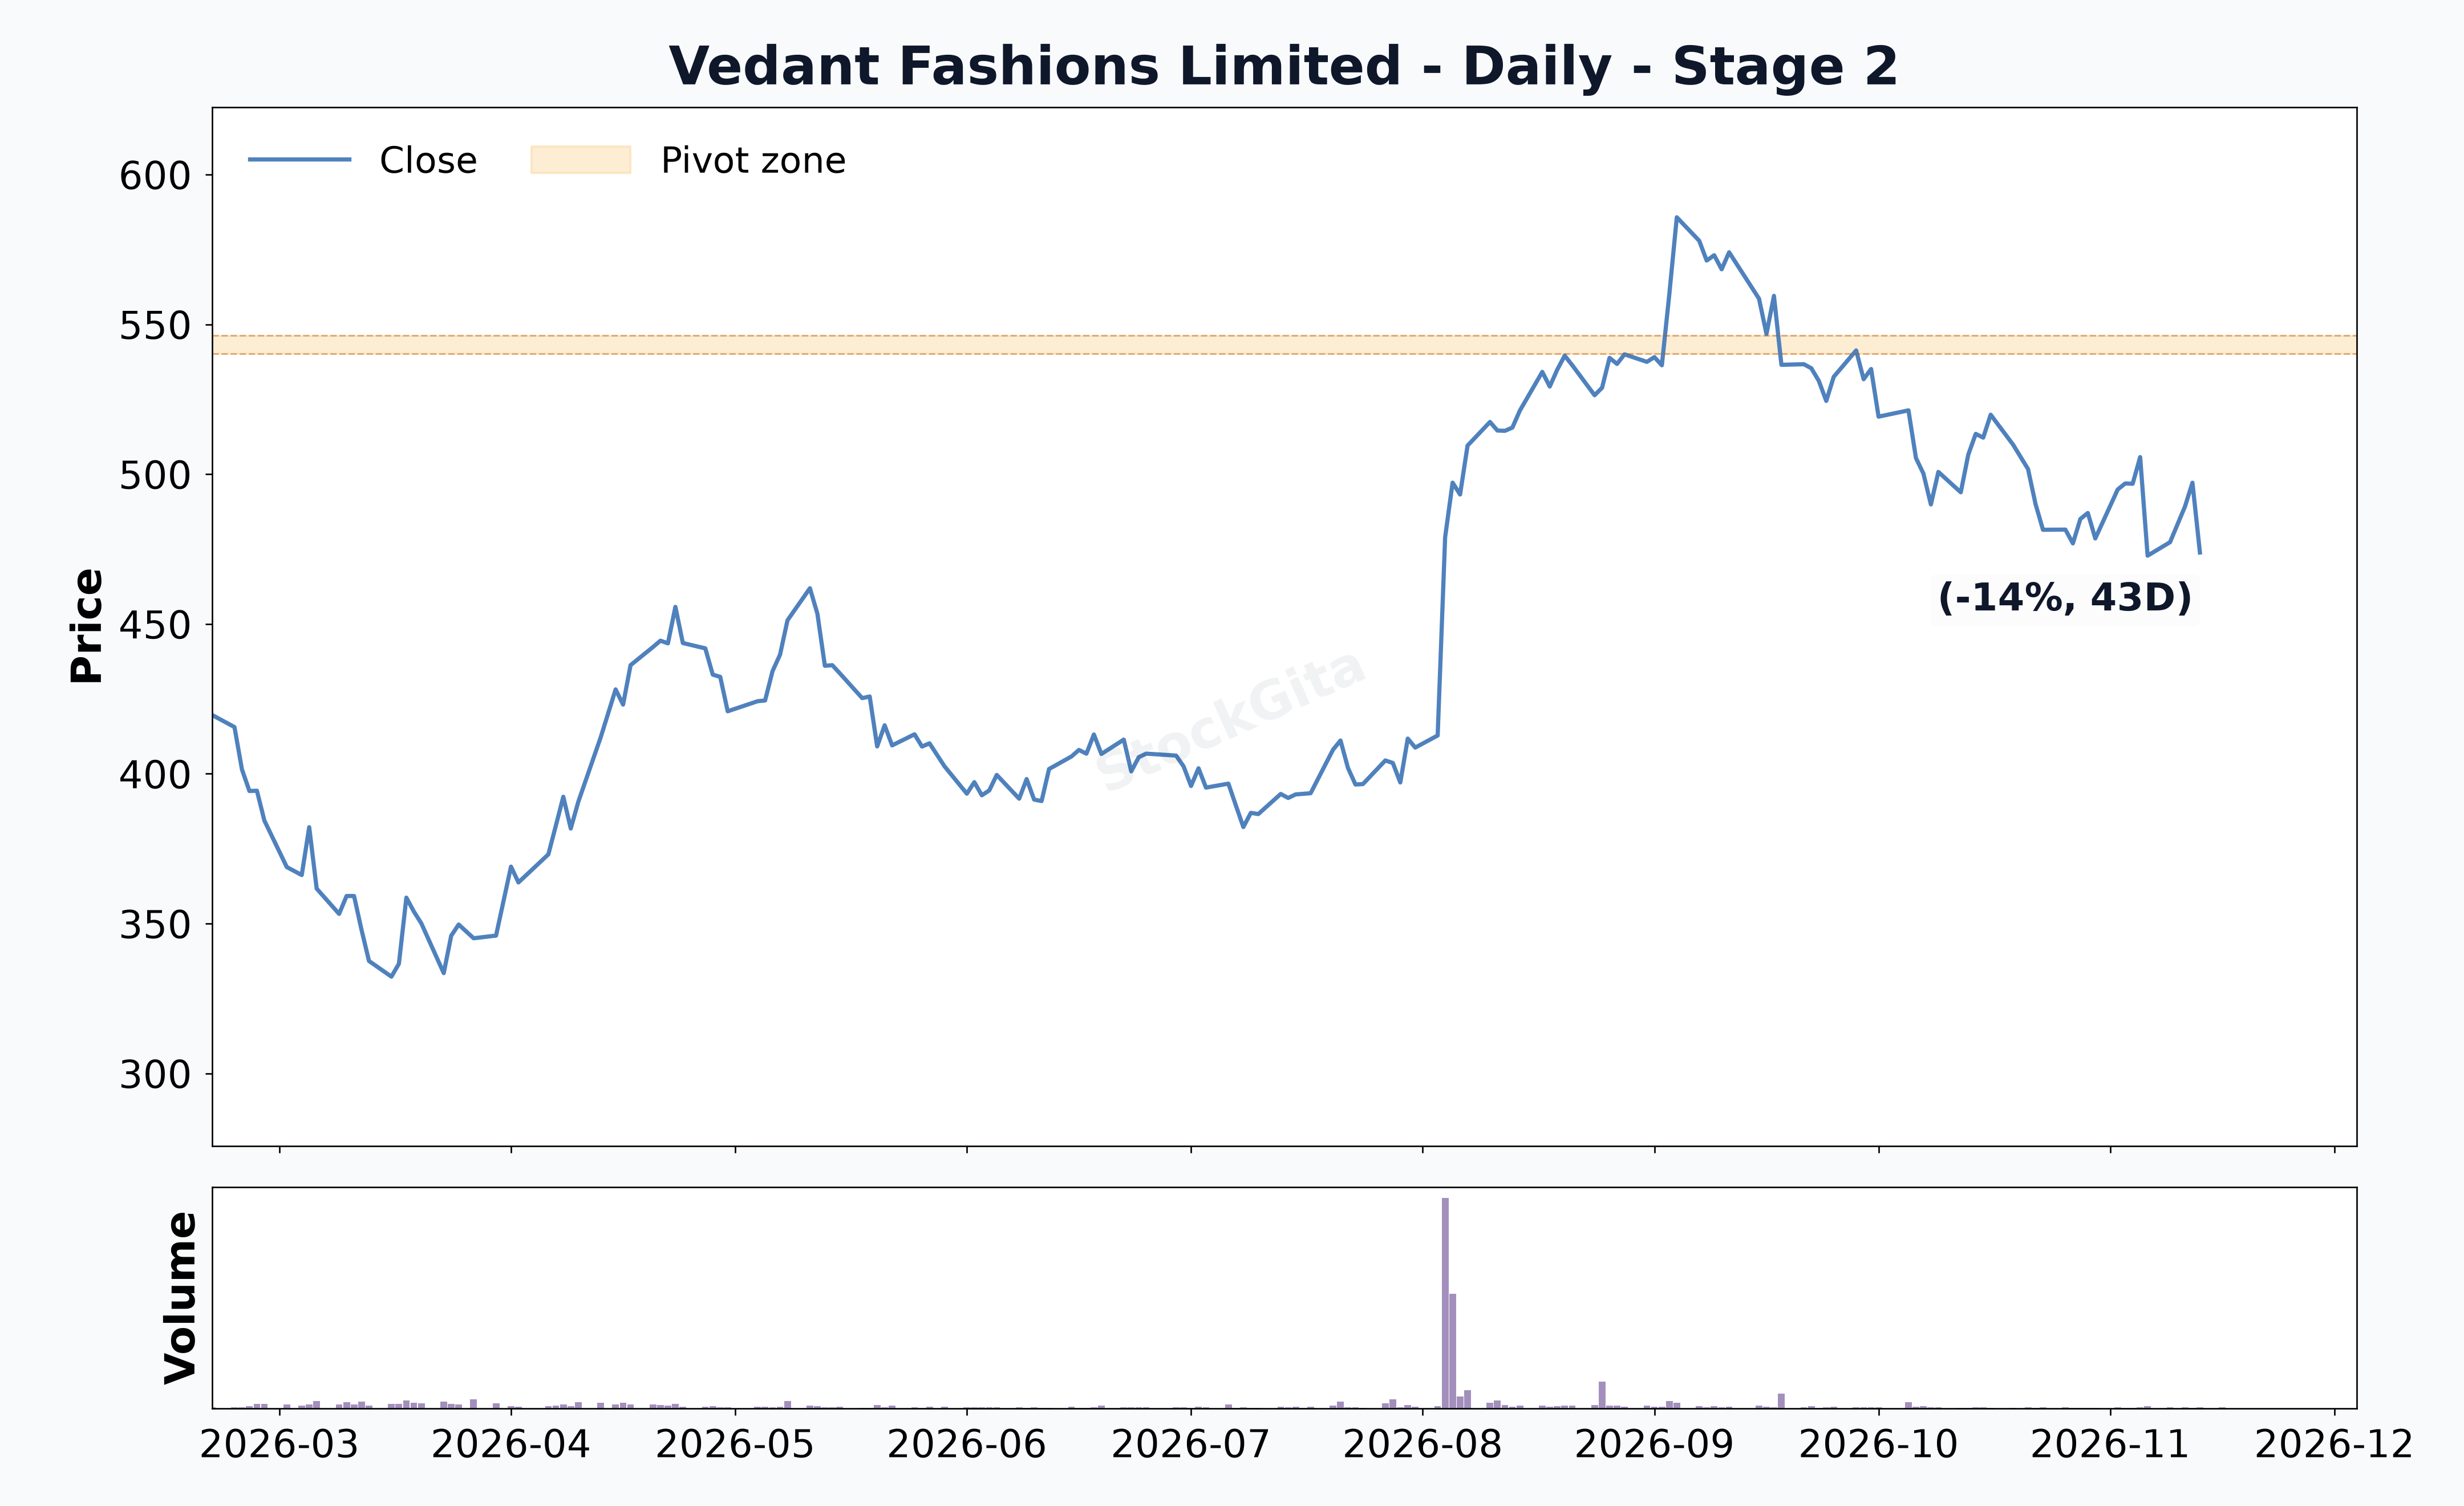 Vedant Fashions Limited - Daily - Stage 2
Close
Pivot zone
600
550
500
450
400
350
300
Price
(-14%, 43D)
StockGita
Volume
2026-03
2026-04
2026-05
2026-06
2026-07
2026-08
2026-09
2026-10
2026-11
2026-12